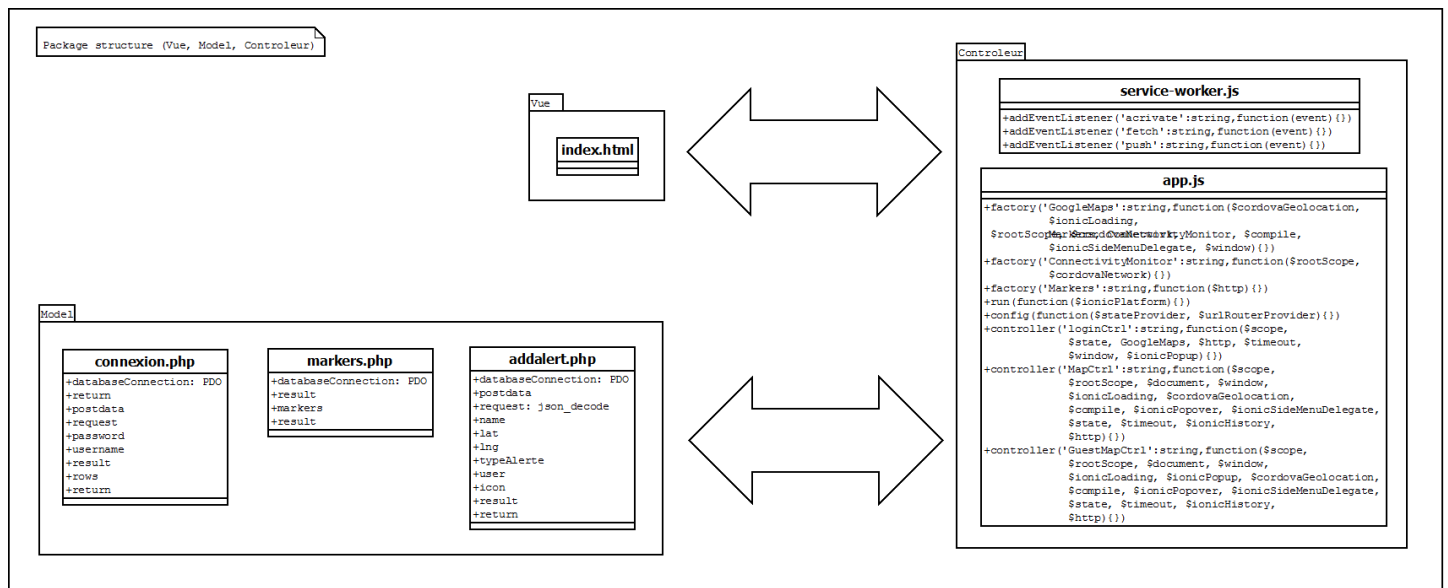 Package structure (Vue, Model, Controleur)
Vue
index.html
Controleur
service-worker.js
+addEventListener('acrivate':string,function(event){})
+addEventListener('fetch':string,function(event){})
+addEventListener('push':string,function(event){})
app.js
+factory('GoogleMaps':string,function($cordovaGeolocation,
$ionicLoading,
$rootScope, $cordovaNetwork,
Markers, ConnectivityMonitor, $compile,
$ionicSideMenuDelegate, $window){})
+factory('ConnectivityMonitor':string,function($rootScope,
$cordovaNetwork){})
+factory('Markers':string,function($http){})
+run(function($ionicPlatform){})
+config(function($stateProvider, $urlRouterProvider){})
+controller('loginCtrl':string,function($scope,
$state, GoogleMaps, $http, $timeout,
$window, $ionicPopup){})
+controller('MapCtrl':string,function($scope,
$rootScope, $document, $window,
$ionicLoading, $cordovaGeolocation,
$compile, $ionicPopover, $ionicSideMenuDelegate,
$state, $timeout, $ionicHistory,
$http){})
+controller('GuestMapCtrl':string,function($scope,
$rootScope, $document, $window,
$ionicLoading, $ionicPopup, $cordovaGeolocation,
$compile, $ionicPopover, $ionicSideMenuDelegate,
$state, $timeout, $ionicHistory,
$http){})
Model
connexion.php
+databaseConnection: PDO
+return
+postdata
+request
+password
+username
+result
+rows
+return
markers.php
+databaseConnection: PDO
+result
+markers
+result
addalert.php
+databaseConnection: PDO
+postdata
+request: json_decode
+name
+lat
+lng
+typeAlerte
+user
+icon
+result
+return